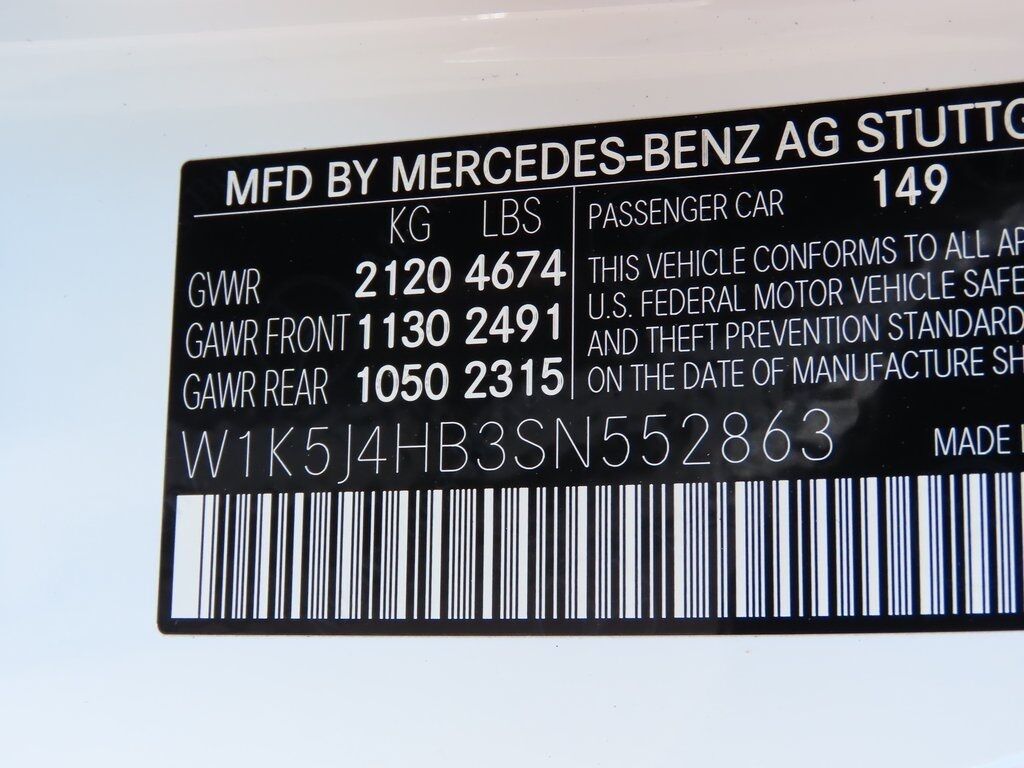 MFD BY MERCEDES-BENZ AG STUTTG
KG LBS
GVWR 2120 4674
GAWR FRONT 1130 2491
GAWR REAR 1050 2315
PASSENGER CAR 149
THIS VEHICLE CONFORMS TO ALL AP
U.S. FEDERAL MOTOR VEHICLE SAFE
AND THEFT PREVENTION STANDARD
ON THE DATE OF MANUFACTURE SH
W1K5J4HB3SN552863
MADE